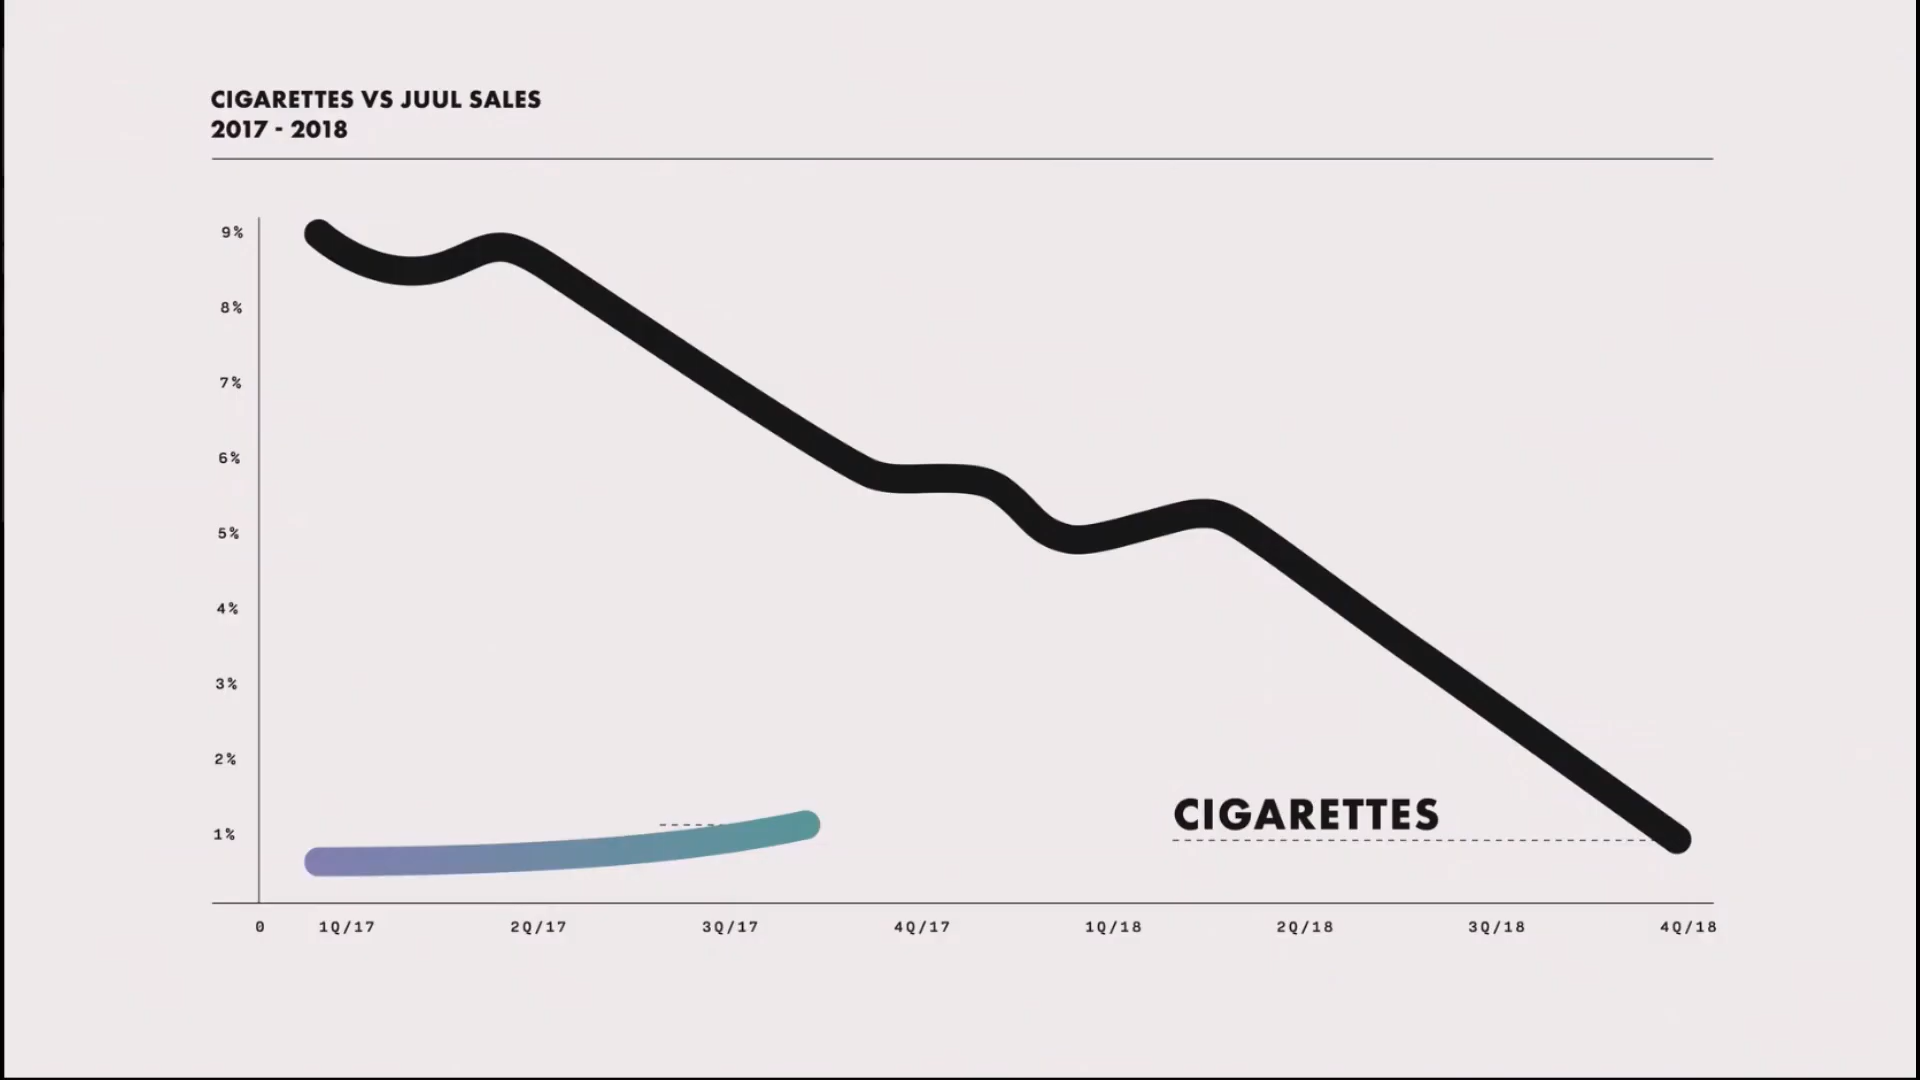 CIGARETTES VS JUUL SALES
2017 - 2018
9%
8%
7%
6%
5%
4%
3%
2%
1%
CIGARETTES
0 1Q/17 2Q/17 3Q/17 4Q/17 1Q/18 2Q/18 3Q/18 4Q/18